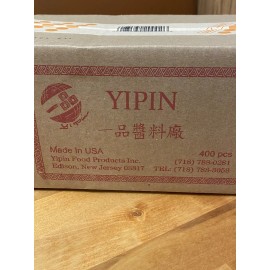 YIPIN
一品醬料廠
Made In USA
400 pcs
Yipin Food Products Inc.
Edison, New Jersey 08817